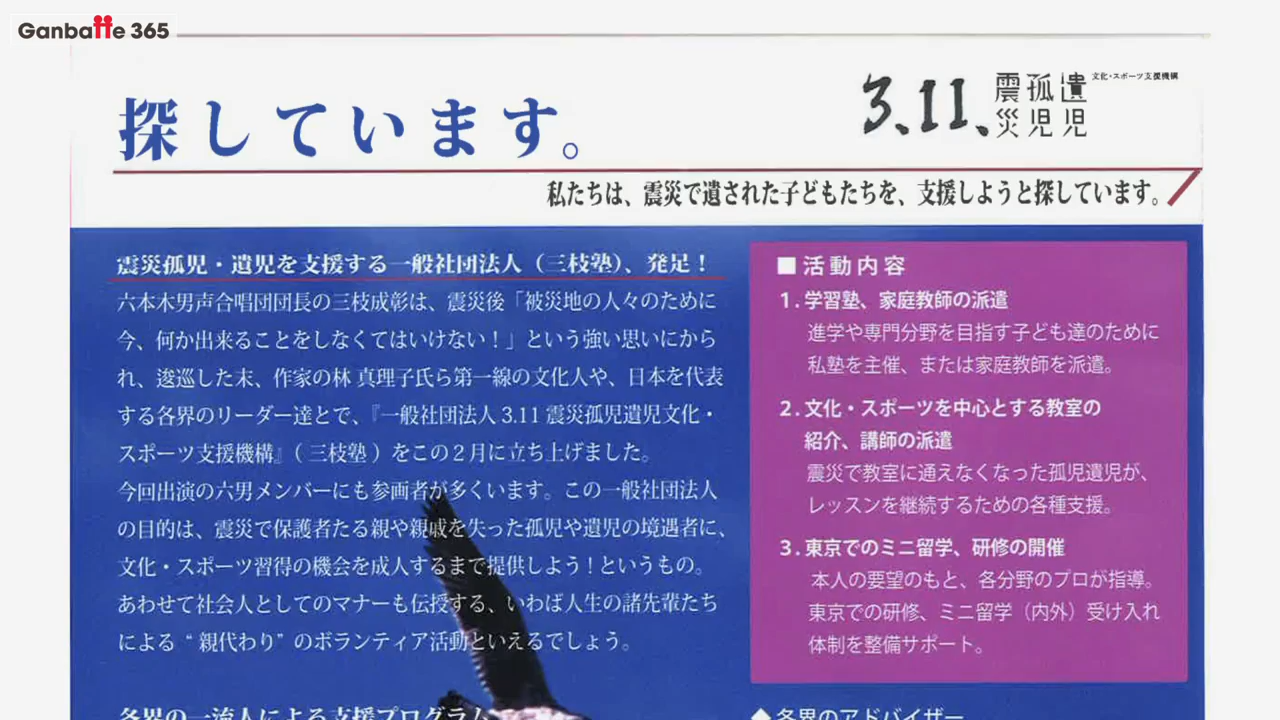 Ganbatte 365
探しています。
3.11、震災孤児遺児
文化・スポーツ支援機構
私たちは、震災で遺された子どもたちを、支援しようと探しています。
震災孤児・遺児を支援する一般社団法人（三枝塾）、発足！
六本木男声合唱団団長の三枝成彰は、震災後「被災地の人々のために
今、何か出来ることをしなくてはいけない！」という強い思いにから
れ、逡巡した末、作家の林 真理子氏ら第一線の文化人や、日本を代表
する各界のリーダー達とで、『一般社団法人 3.11 震災孤児遺児文化・
スポーツ支援機構』（ 三枝塾 ）をこの２月に立ち上げました。
今回出演の六男メンバーにも参画者が多くいます。この一般社団法人
の目的は、震災で保護者たる親や親戚を失った孤児や遺児の境遇者に、
文化・スポーツ習得の機会を成人するまで提供しよう！というもの。
あわせて社会人としてのマナーも伝授する、いわば人生の諸先輩たち
による “ 親代わり” のボランティア活動といえるでしょう。
各界の一流人による支援プログラム
■ 活動内容
１. 学習塾、家庭教師の派遣
進学や専門分野を目指す子ども達のために
私塾を主催、または家庭教師を派遣。
２. 文化・スポーツを中心とする教室の
紹介、講師の派遣
震災で教室に通えなくなった孤児遺児が、
レッスンを継続するための各種支援。
３. 東京でのミニ留学、研修の開催
本人の要望のもと、各分野のプロが指導。
東京での研修、ミニ留学（内外）受け入れ
体制を整備サポート。
◆ 各界のアドバイザー